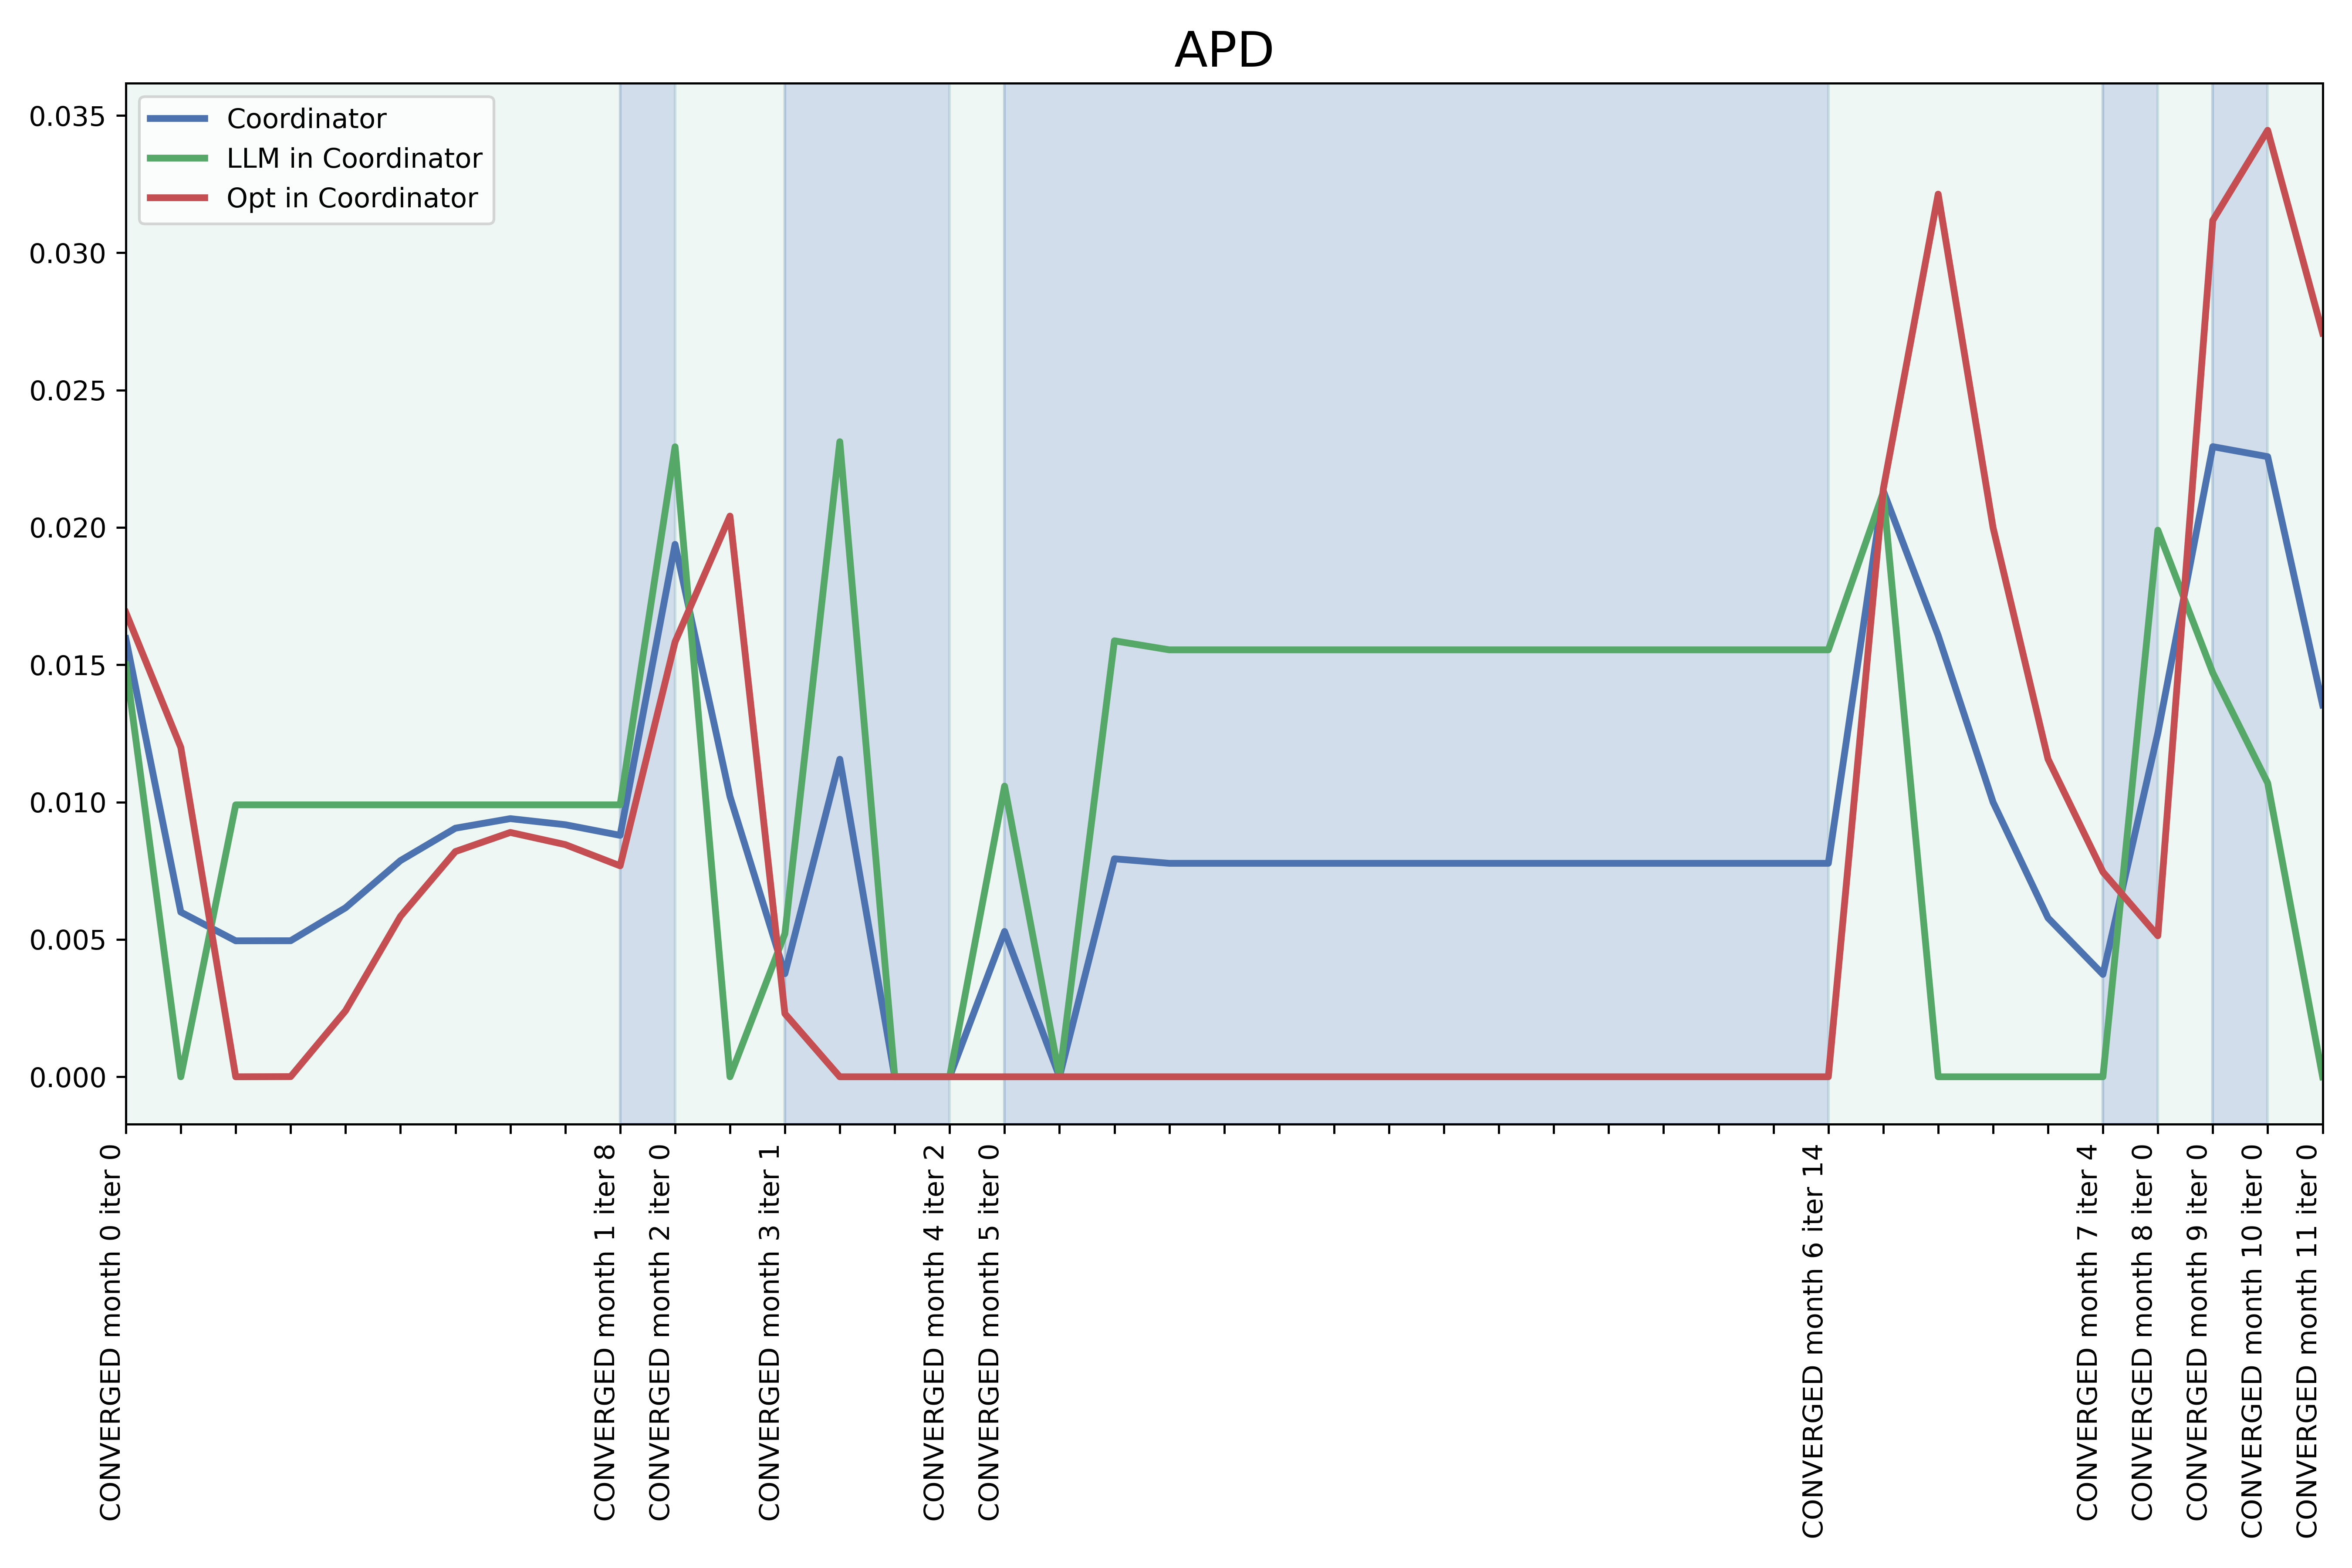 APD
0.035
0.030
0.025
0.020
0.015
0.010
0.005
0.000
Coordinator
LLM in Coordinator
Opt in Coordinator
CONVERGED month 0 iter 0
CONVERGED month 1 iter 8
CONVERGED month 2 iter 0
CONVERGED month 3 iter 1
CONVERGED month 4 iter 2
CONVERGED month 5 iter 0
CONVERGED month 6 iter 14
CONVERGED month 7 iter 4
CONVERGED month 8 iter 0
CONVERGED month 9 iter 0
CONVERGED month 10 iter 0
CONVERGED month 11 iter 0